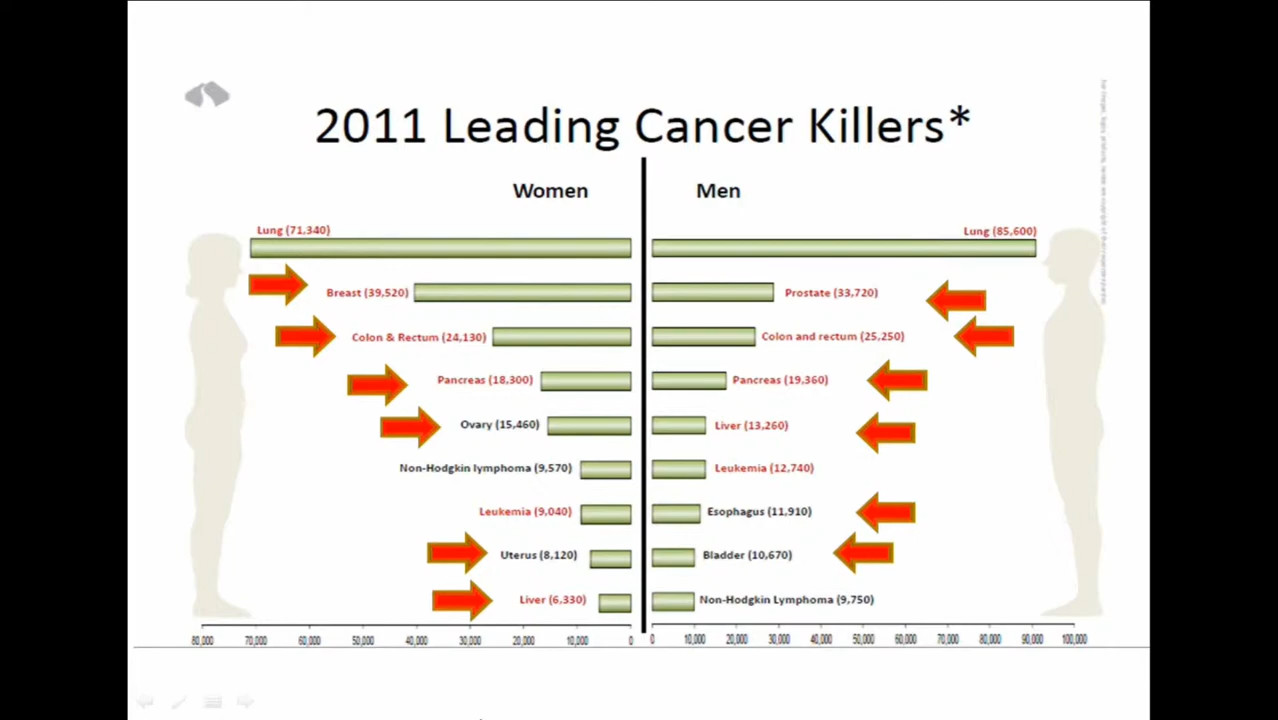 2011 Leading Cancer Killers*
Women
Men
Lung (71,340)
Lung (85,600)
Breast (39,520)
Prostate (33,720)
Colon & Rectum (24,130)
Colon and rectum (25,250)
Pancreas (18,300)
Pancreas (19,360)
Ovary (15,460)
Liver (13,260)
Non-Hodgkin lymphoma (9,570)
Leukemia (12,740)
Leukemia (9,040)
Esophagus (11,910)
Uterus (8,120)
Bladder (10,670)
Liver (6,330)
Non-Hodgkin Lymphoma (9,750)
80,000 70,000 60,000 50,000 40,000 30,000 20,000 10,000 0
0 10,000 20,000 30,000 40,000 50,000 60,000 70,000 80,000 90,000 100,000